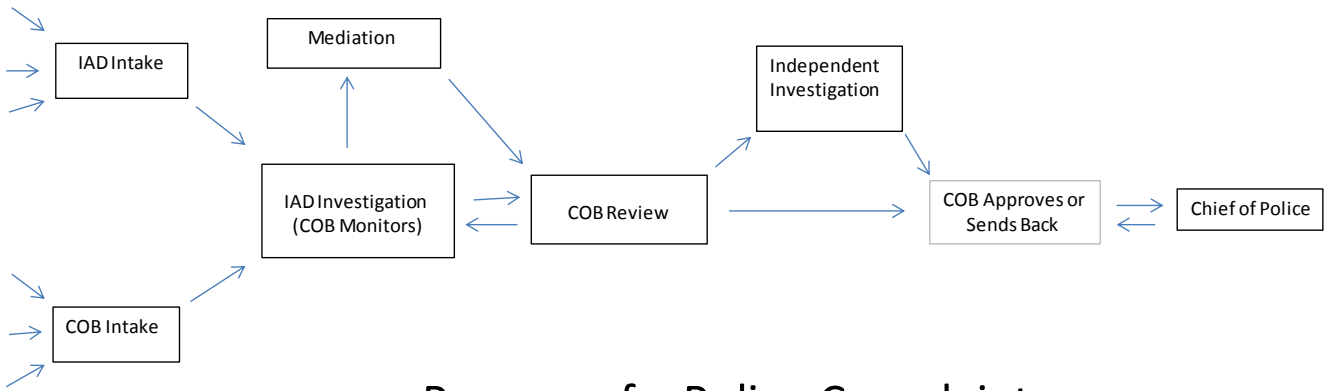 IAD Intake
Mediation
Independent
Investigation
IAD Investigation
(COB Monitors)
COB Review
COB Approves or
Sends Back
Chief of Police
COB Intake